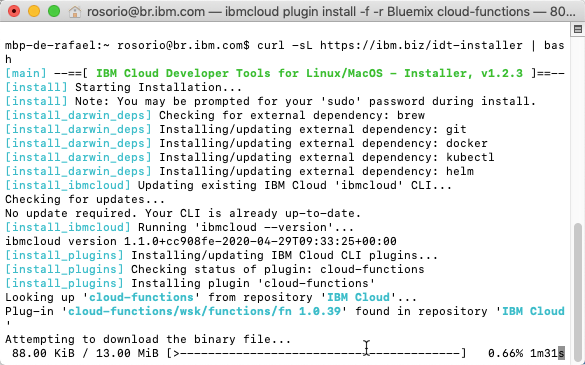 rosorio@br.ibm.com — ibmcloud plugin install -f -r Bluemix cloud-functions — 80...
mbp-de-rafael:~ rosorio@br.ibm.com$ curl -sL https://ibm.biz/idt-installer | bas
h
[main] --==[ IBM Cloud Developer Tools for Linux/MacOS - Installer, v1.2.3 ]==--
[install] Starting Installation...
[install] Note: You may be prompted for your 'sudo' password during install.
[install_darwin_deps] Checking for external dependency: brew
[install_darwin_deps] Installing/updating external dependency: git
[install_darwin_deps] Installing/updating external dependency: docker
[install_darwin_deps] Installing/updating external dependency: kubectl
[install_darwin_deps] Installing/updating external dependency: helm
[install_ibmcloud] Updating existing IBM Cloud 'ibmcloud' CLI...
Checking for updates...
No update required. Your CLI is already up-to-date.
[install_ibmcloud] Running 'ibmcloud --version'...
ibmcloud version 1.1.0+cc908fe-2020-04-29T09:33:25+00:00
[install_plugins] Installing/updating IBM Cloud CLI plugins...
[install_plugins] Checking status of plugin: cloud-functions
[install_plugins] Installing plugin 'cloud-functions'
Looking up 'cloud-functions' from repository 'IBM Cloud'...
Plug-in 'cloud-functions/wsk/functions/fn 1.0.39' found in repository 'IBM Cloud
'
Attempting to download the binary file...
88.00 KiB / 13.00 MiB [>------------------------------------------] 0.66% 1m31s